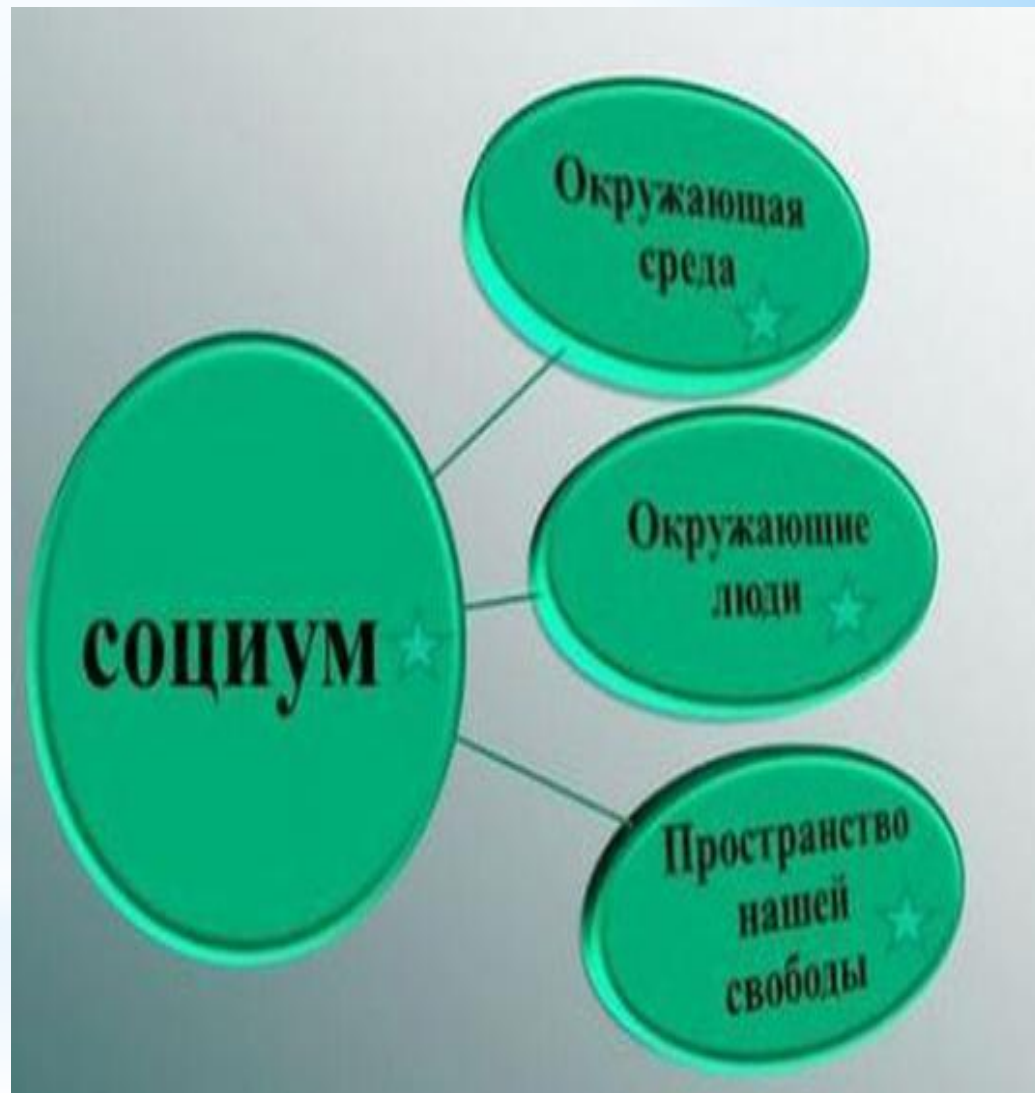 Окружающая
среда
Окружающие
люди
социум
Пространство
нашей
свободы